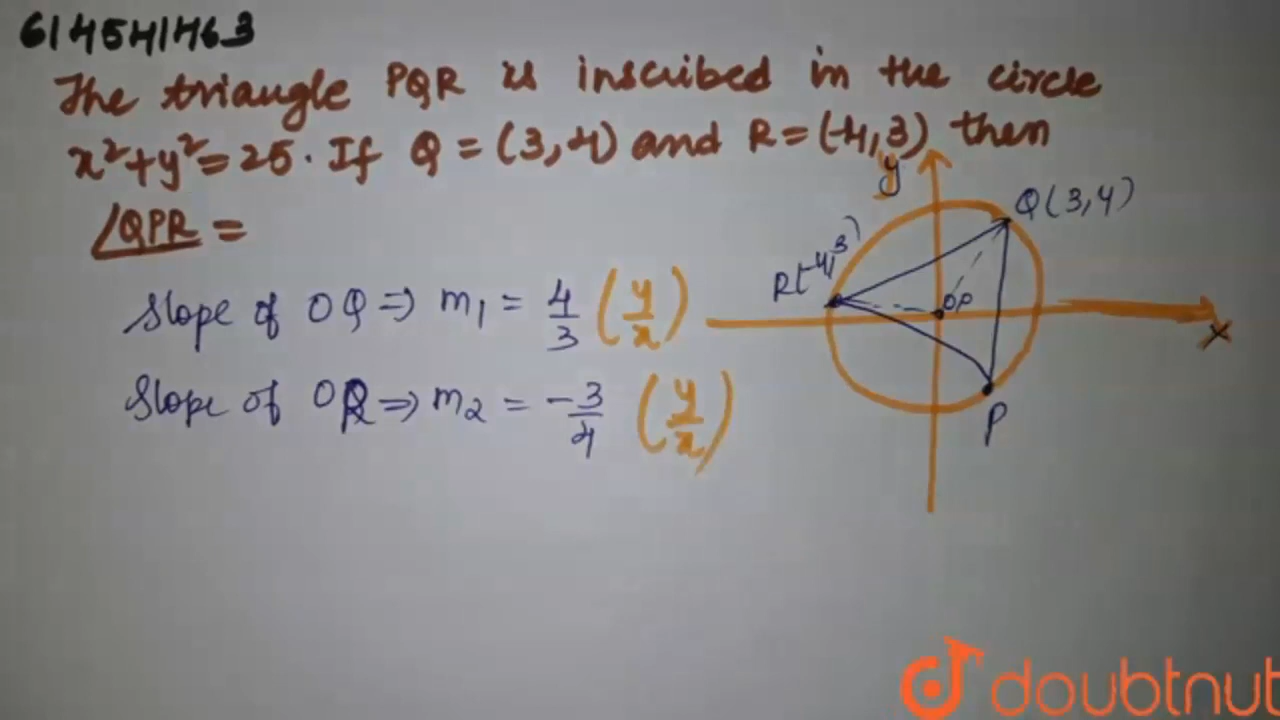 614541463
The triangle PQR is inscribed in the circle
x²+y²=25. If Q = (3,4) and R=(-4,3) then
∠QPR =
y
Q(3,4)
R(-4,3)
Slope of OQ ⇒ m₁ = 4/3 (y/x)
x
Slope of OR ⇒ m₂ = -3/4 (y/x)
P
doubtnut